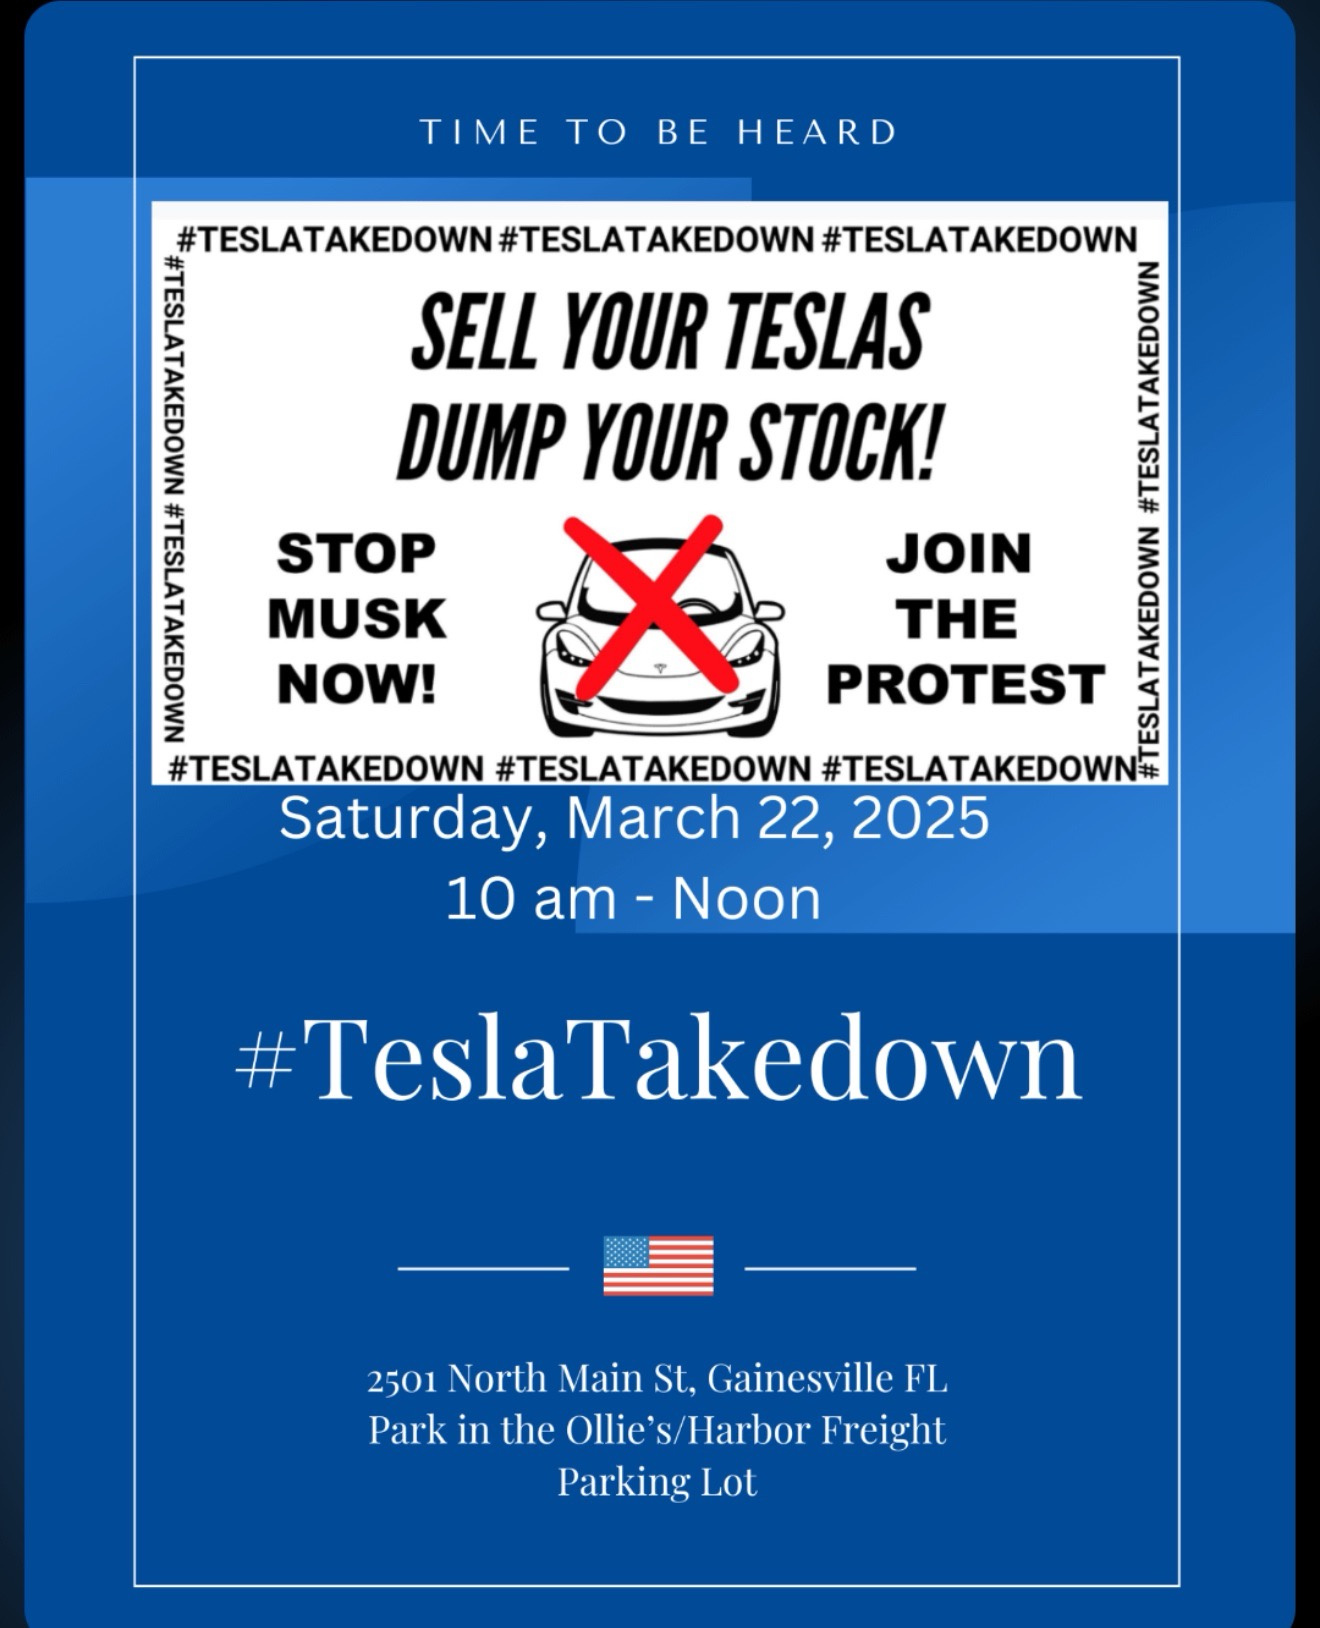 TIME TO BE HEARD
#TESLATAKEDOWN #TESLATAKEDOWN #TESLATAKEDOWN
#TESLATAKEDOWN #TESLATAKEDOWN
SELL YOUR TESLAS
DUMP YOUR STOCK!
STOP
MUSK
NOW!
JOIN
THE
PROTEST
#TESLATAKEDOWN #TESLATAKEDOWN
#TESLATAKEDOWN #TESLATAKEDOWN #TESLATAKEDOWN
Saturday, March 22, 2025
10 am - Noon
#TeslaTakedown
2501 North Main St, Gainesville FL
Park in the Ollie’s/Harbor Freight
Parking Lot